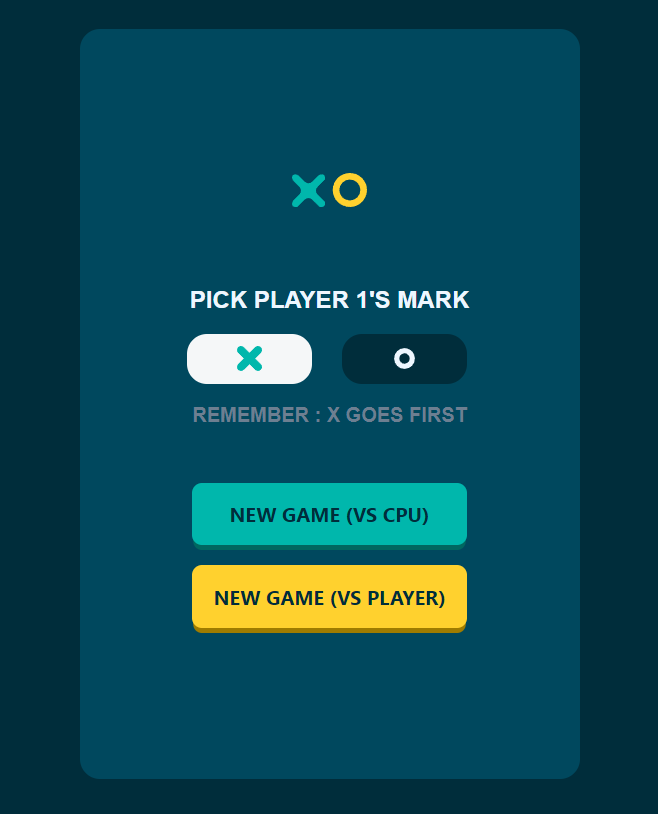 XO
PICK PLAYER 1'S MARK
X O
REMEMBER : X GOES FIRST
NEW GAME (VS CPU)
NEW GAME (VS PLAYER)